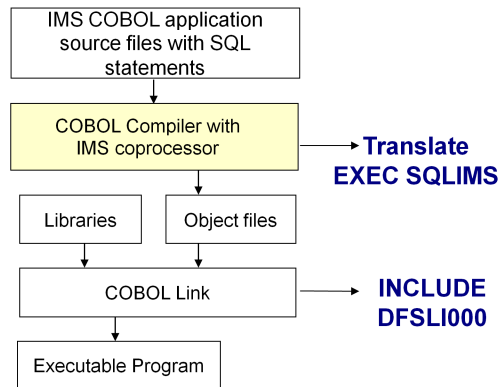 IMS COBOL application
source files with SQL
statements
COBOL Compiler with
IMS coprocessor
Translate
EXEC SQLIMS
Libraries
Object files
COBOL Link
INCLUDE
DFSLI000
Executable Program